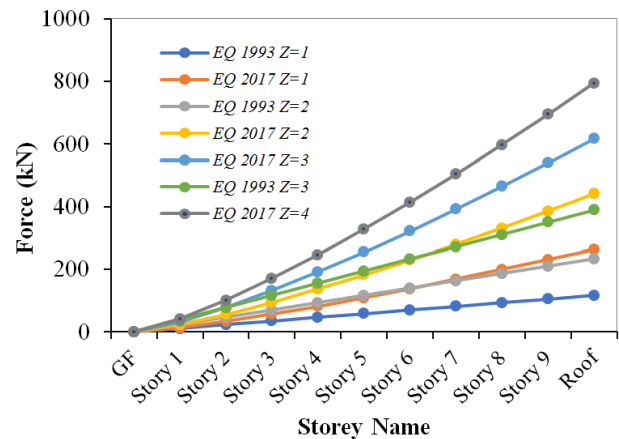 1000
800
600
400
200
0
Force (kN)
EQ 1993 Z=1
EQ 2017 Z=1
EQ 1993 Z=2
EQ 2017 Z=2
EQ 2017 Z=3
EQ 1993 Z=3
EQ 2017 Z=4
GF
Story 1
Story 2
Story 3
Story 4
Story 5
Story 6
Story 7
Story 8
Story 9
Roof
Storey Name